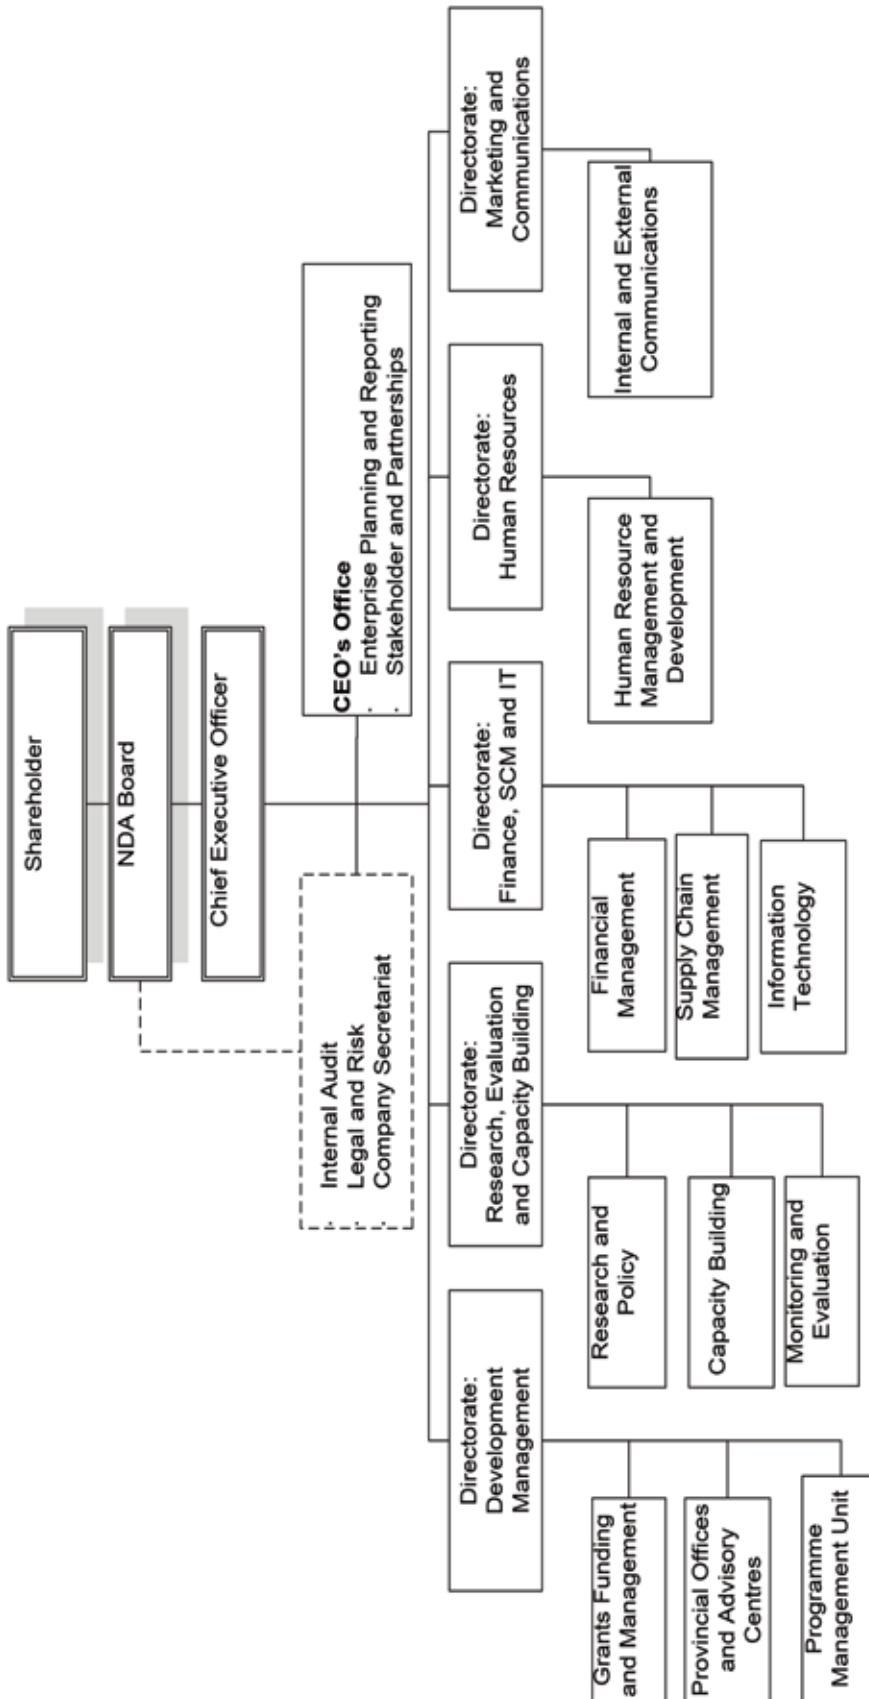 Shareholder
NDA Board
Chief Executive Officer
· Internal Audit
· Legal and Risk
· Company Secretariat
CEO's Office
· Enterprise Planning and Reporting
· Stakeholder and Partnerships
Directorate:
Development
Management
Directorate:
Research, Evaluation
and Capacity Building
Directorate:
Finance, SCM and IT
Directorate:
Human Resources
Directorate:
Marketing and
Communications
Grants Funding
and Management
Provincial Offices
and Advisory
Centres
Programme
Management Unit
Research and
Policy
Capacity Building
Monitoring and
Evaluation
Financial
Management
Supply Chain
Management
Information
Technology
Human Resource
Management and
Development
Internal and External
Communications